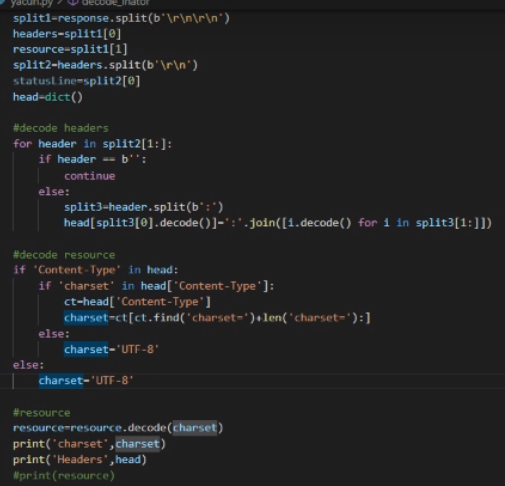 yacurl.py > decode_inator
split1=response.split(b'\r\n\r\n')
headers=split1[0]
resource=split1[1]
split2=headers.split(b'\r\n')
statusLine=split2[0]
head=dict()
#decode headers
for header in split2[1:]:
if header == b'':
continue
else:
split3=header.split(b':')
head[split3[0].decode()]=':'.join([i.decode() for i in split3[1:]])
#decode resource
if 'Content-Type' in head:
if 'charset' in head['Content-Type']:
ct=head['Content-Type']
charset=ct[ct.find('charset=')+len('charset='):]
else:
charset='UTF-8'
else:
charset='UTF-8'
#resource
resource=resource.decode(charset)
print('charset',charset)
print('Headers',head)
#print(resource)